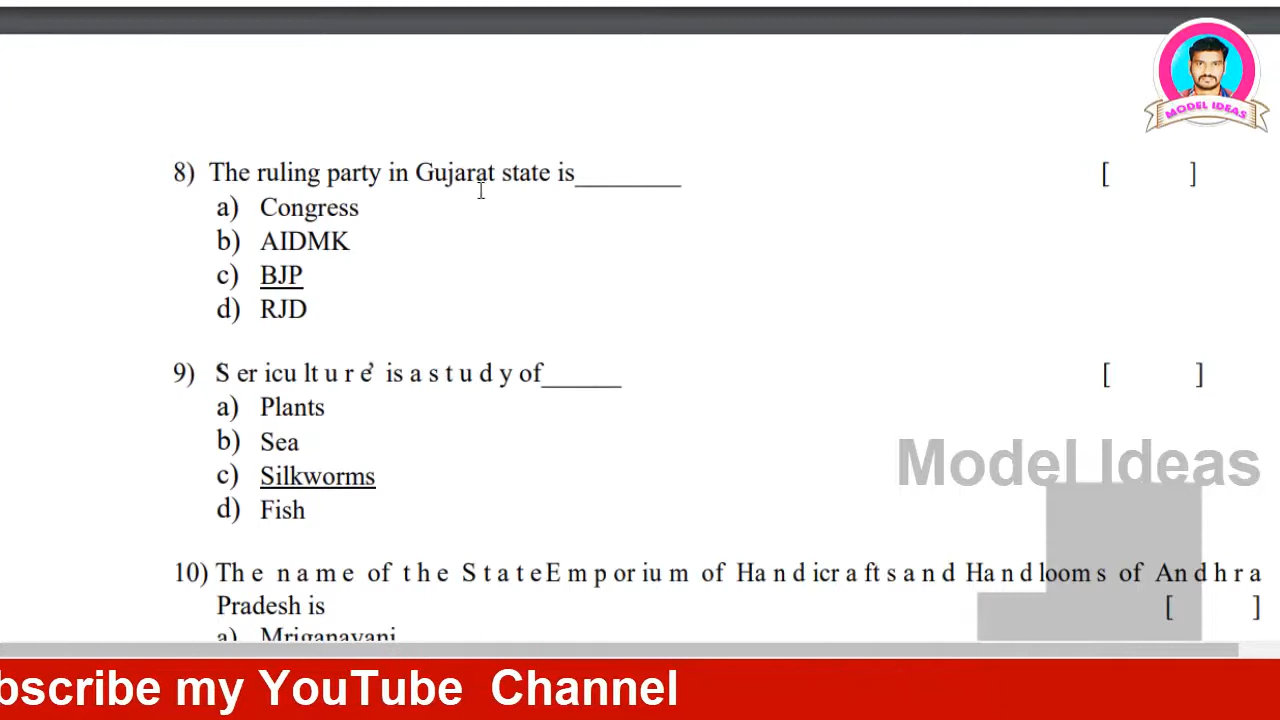 MODEL IDEAS
8) The ruling party in Gujarat state is________ [ ]
a) Congress
b) AIDMK
c) BJP
d) RJD
9) ‘Sericulture’ is a study of______ [ ]
a) Plants
b) Sea
c) Silkworms
d) Fish
Model Ideas
10) The name of the State Emporium of Handicrafts and Handlooms of Andhra
Pradesh is [ ]
a) Mriganayani
bscribe my YouTube Channel